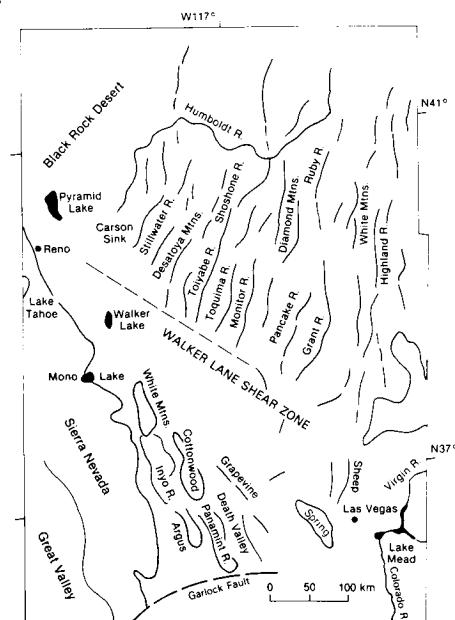 W117°
N41°
Black Rock Desert
Humboldt R.
Pyramid
Lake
Reno
Carson
Sink
Stillwater R.
Desatoya Mtns.
Shoshone R.
Diamond Mtns.
Ruby R.
White Mtns.
Highland R.
Toiyabe R.
Toquima R.
Monitor R.
Pancake R.
Grant R.
Lake
Tahoe
Walker
Lake
WALKER LANE SHEAR ZONE
Mono Lake
White Mtns.
N37°
Sierra Nevada
Inyo R.
Cottonwood
Grapevine
Sheep
Virgin R.
Great Valley
Argus
Panamint R.
Death Valley
Spring
Las Vegas
Lake
Mead
Garlock Fault
0 50 100 km
Colorado R.